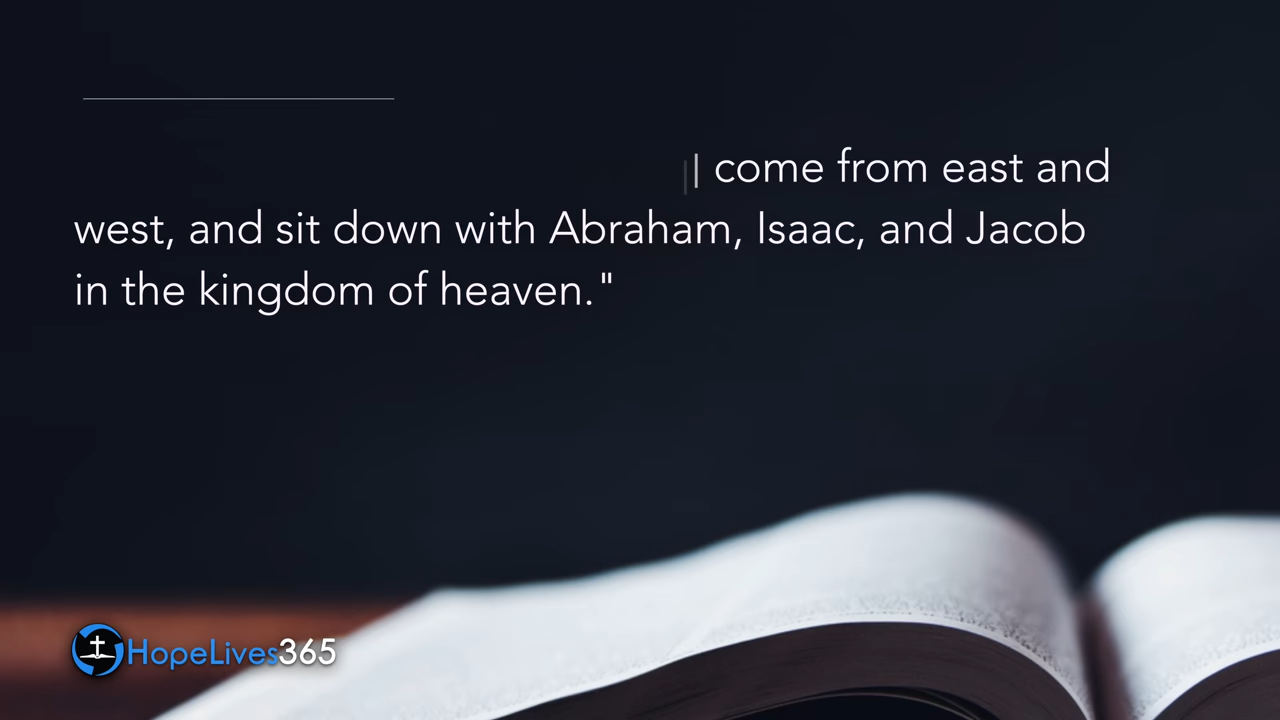 come from east and
west, and sit down with Abraham, Isaac, and Jacob
in the kingdom of heaven."
HopeLives365